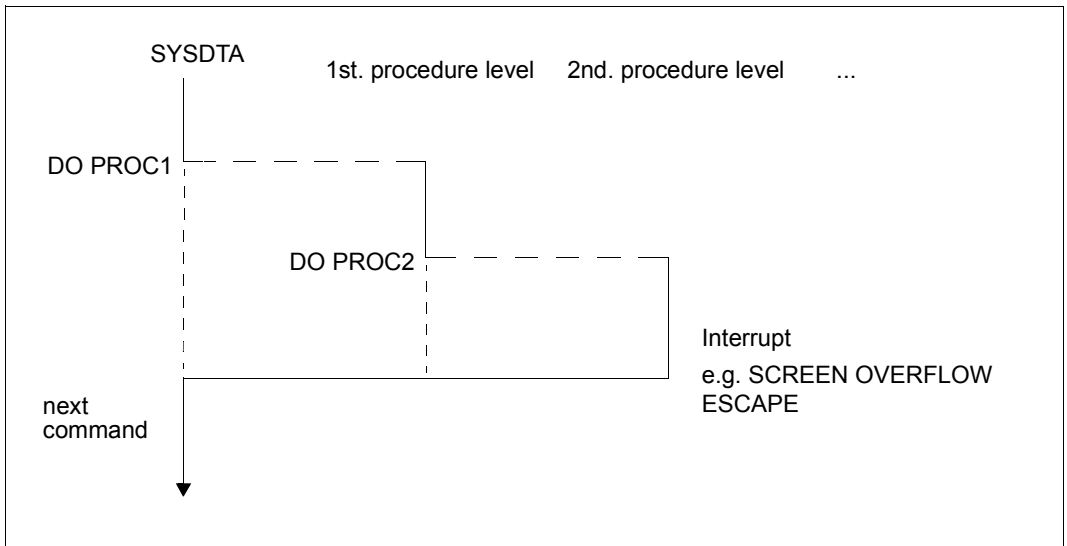 SYSDTA
1st. procedure level 2nd. procedure level ...
DO PROC1
DO PROC2
Interrupt
e.g. SCREEN OVERFLOW
ESCAPE
next
command